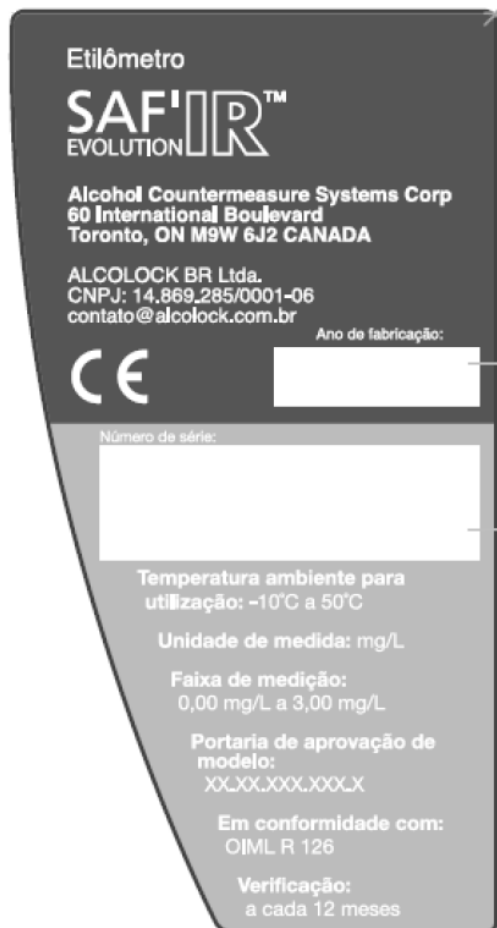 Etilômetro
SAF'IR™
EVOLUTION
Alcohol Countermeasure Systems Corp
60 International Boulevard
Toronto, ON M9W 6J2 CANADA
ALCOLOCK BR Ltda.
CNPJ: 14.869.285/0001-06
contato@alcolock.com.br
Ano de fabricação:
CE
Número de série:
Temperatura ambiente para
utilização: -10°C a 50°C
Unidade de medida: mg/L
Faixa de medição:
0,00 mg/L a 3,00 mg/L
Portaria de aprovação de
modelo:
XX.XX.XXX.XXX.X
Em conformidade com:
OIML R 126
Verificação:
a cada 12 meses